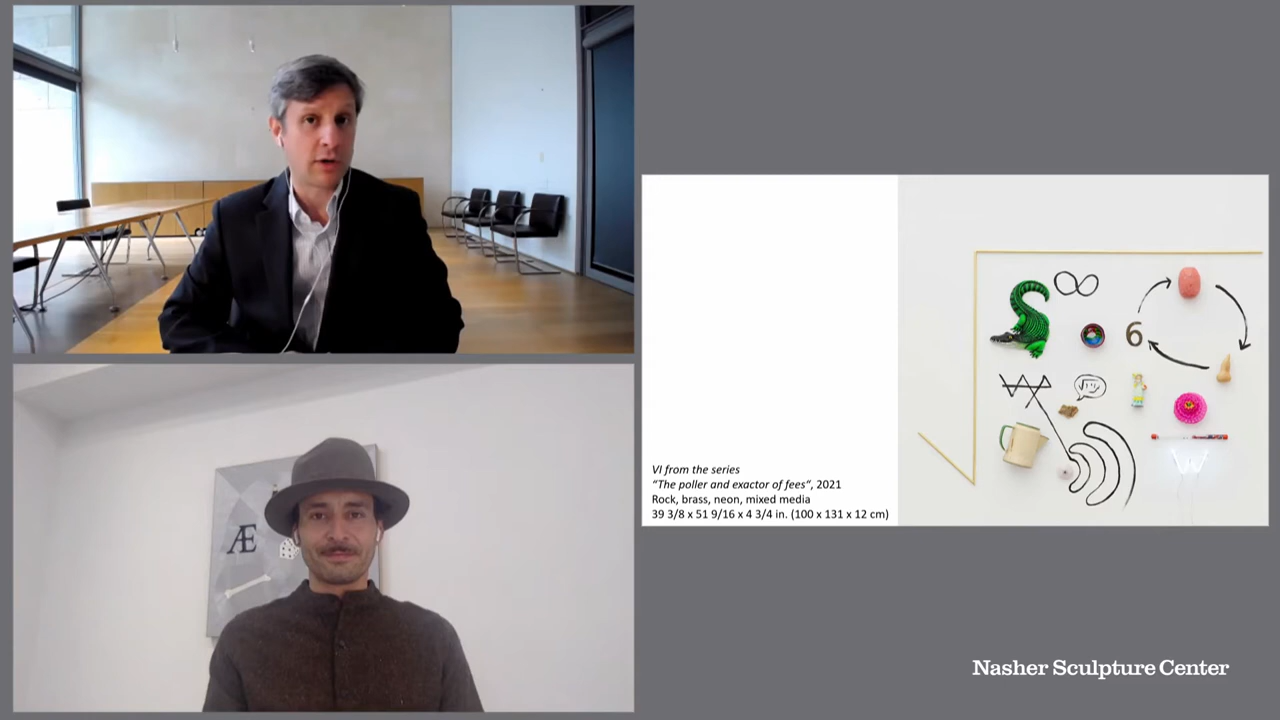 Æ
VI from the series
"The poller and exactor of fees", 2021
Rock, brass, neon, mixed media
39 3/8 x 51 9/16 x 4 3/4 in. (100 x 131 x 12 cm)
6
Nasher Sculpture Center